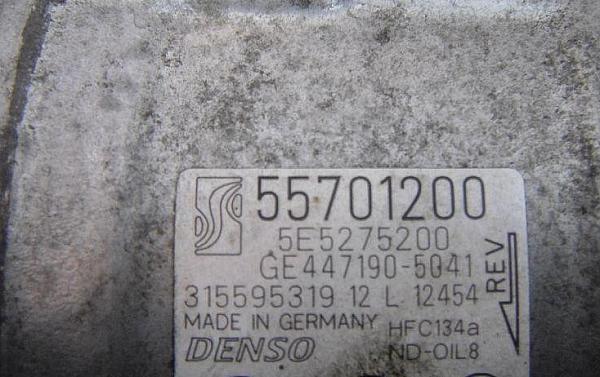 55701200
5E5275200
GE447190-5041
315595319 12 L 12454
MADE IN GERMANY HFC134a
DENSO ND-OIL8
REV